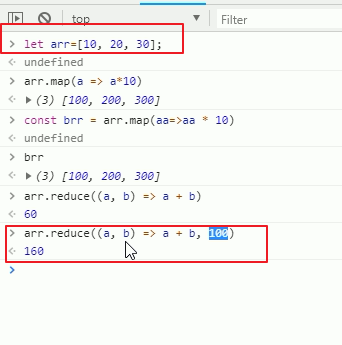 top
Filter
let arr=[10, 20, 30];
undefined
arr.map(a => a*10)
(3) [100, 200, 300]
const brr = arr.map(aa=>aa * 10)
undefined
brr
(3) [100, 200, 300]
arr.reduce((a, b) => a + b)
60
arr.reduce((a, b) => a + b, 100)
160